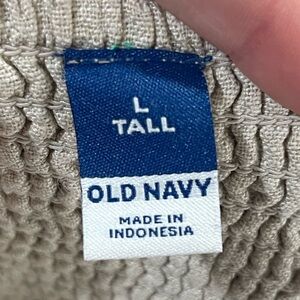 L
TALL
OLD NAVY
MADE IN
INDONESIA